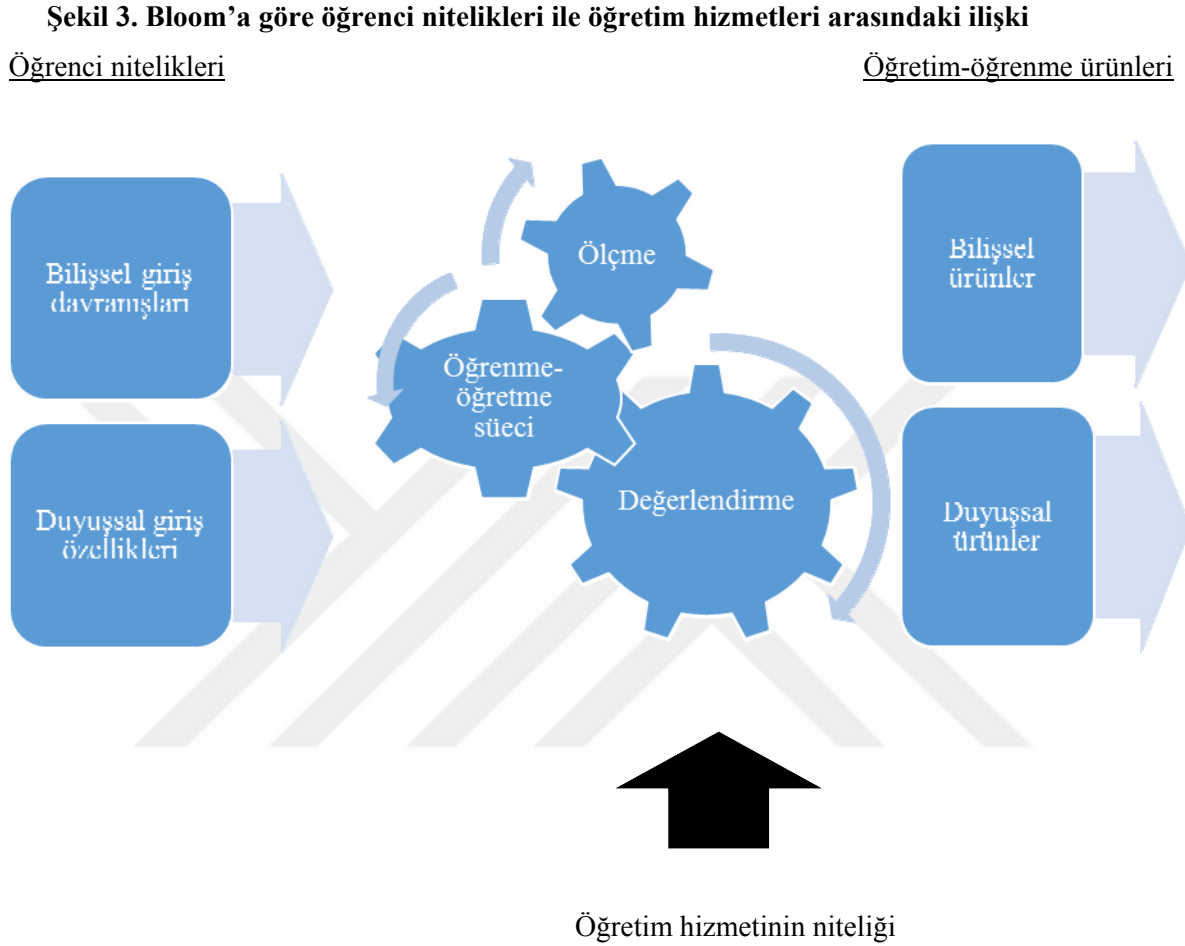 Şekil 3. Bloom’a göre öğrenci nitelikleri ile öğretim hizmetleri arasındaki ilişki
Öğrenci nitelikleri
Öğretim-öğrenme ürünleri
Bilişsel giriş
davranışları
Duyuşsal giriş
özellikleri
Ölçme
Öğrenme-
öğretme
süeci
Değerlendirme
Bilişsel
ürünler
Duyuşsal
ürünler
Öğretim hizmetinin niteliği